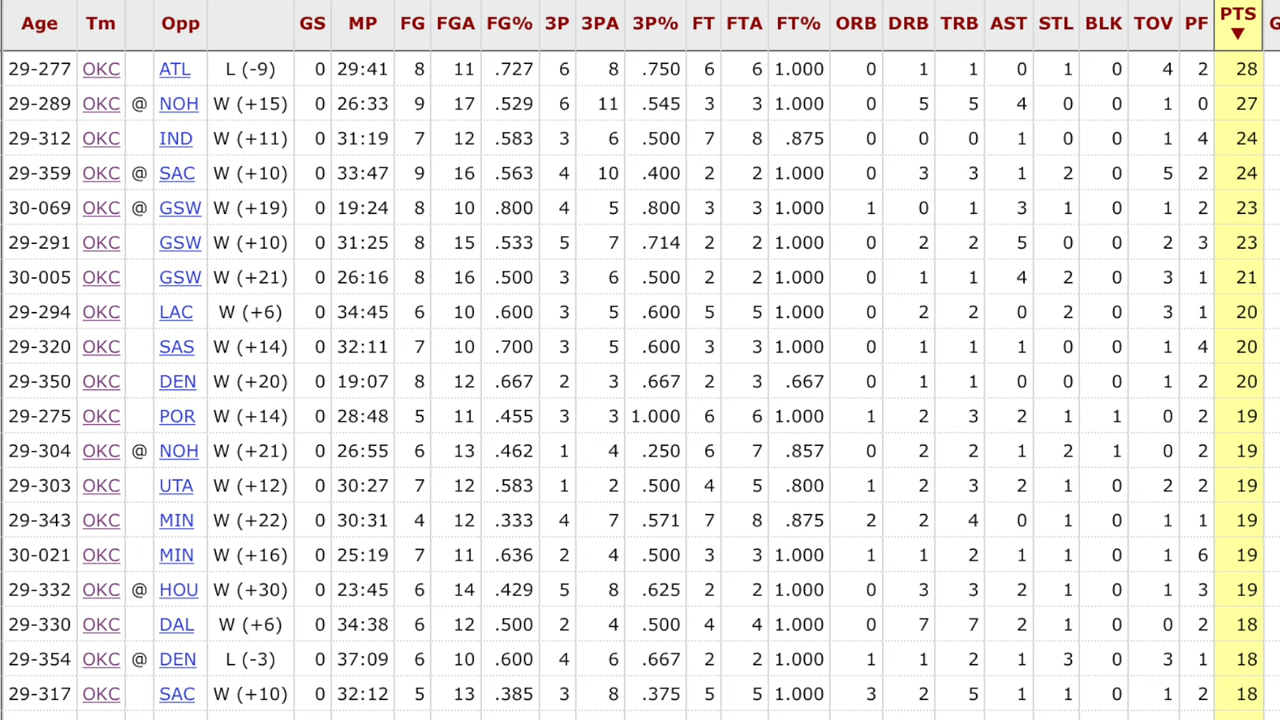 Age Tm Opp GS MP FG FGA FG% 3P 3PA 3P% FT FTA FT% ORB DRB TRB AST STL BLK TOV PF PTS ▼
29-277 OKC ATL L (-9) 0 29:41 8 11 .727 6 8 .750 6 6 1.000 0 1 1 0 1 0 4 2 28
29-289 OKC @ NOH W (+15) 0 26:33 9 17 .529 6 11 .545 3 3 1.000 0 5 5 4 0 0 1 0 27
29-312 OKC IND W (+11) 0 31:19 7 12 .583 3 6 .500 7 8 .875 0 0 0 1 0 0 1 4 24
29-359 OKC @ SAC W (+10) 0 33:47 9 16 .563 4 10 .400 2 2 1.000 0 3 3 1 2 0 5 2 24
30-069 OKC @ GSW W (+19) 0 19:24 8 10 .800 4 5 .800 3 3 1.000 1 0 1 3 1 0 1 2 23
29-291 OKC GSW W (+10) 0 31:25 8 15 .533 5 7 .714 2 2 1.000 0 2 2 5 0 0 2 3 23
30-005 OKC GSW W (+21) 0 26:16 8 16 .500 3 6 .500 2 2 1.000 0 1 1 4 2 0 3 1 21
29-294 OKC LAC W (+6) 0 34:45 6 10 .600 3 5 .600 5 5 1.000 0 2 2 0 2 0 3 1 20
29-320 OKC SAS W (+14) 0 32:11 7 10 .700 3 5 .600 3 3 1.000 0 1 1 1 0 0 1 4 20
29-350 OKC DEN W (+20) 0 19:07 8 12 .667 2 3 .667 2 3 .667 0 1 1 0 0 0 1 2 20
29-275 OKC POR W (+14) 0 28:48 5 11 .455 3 3 1.000 6 6 1.000 1 2 3 2 1 1 0 2 19
29-304 OKC @ NOH W (+21) 0 26:55 6 13 .462 1 4 .250 6 7 .857 0 2 2 1 2 1 0 2 19
29-303 OKC UTA W (+12) 0 30:27 7 12 .583 1 2 .500 4 5 .800 1 2 3 2 1 0 2 2 19
29-343 OKC MIN W (+22) 0 30:31 4 12 .333 4 7 .571 7 8 .875 2 2 4 0 1 0 1 1 19
30-021 OKC MIN W (+16) 0 25:19 7 11 .636 2 4 .500 3 3 1.000 1 1 2 1 1 0 1 6 19
29-332 OKC @ HOU W (+30) 0 23:45 6 14 .429 5 8 .625 2 2 1.000 0 3 3 2 1 0 1 3 19
29-330 OKC DAL W (+6) 0 34:38 6 12 .500 2 4 .500 4 4 1.000 0 7 7 2 1 0 0 2 18
29-354 OKC @ DEN L (-3) 0 37:09 6 10 .600 4 6 .667 2 2 1.000 1 1 2 1 3 0 3 1 18
29-317 OKC SAC W (+10) 0 32:12 5 13 .385 3 8 .375 5 5 1.000 3 2 5 1 1 0 1 2 18